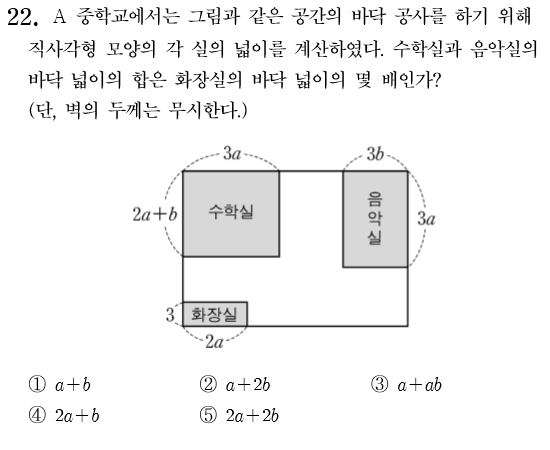 22. A 중학교에서는 그림과 같은 공간의 바닥 공사를 하기 위해
직사각형 모양의 각 실의 넓이를 계산하였다. 수학실과 음악실의
바닥 넓이의 합은 화장실의 바닥 넓이의 몇 배인가?
(단, 벽의 두께는 무시한다.)
3a
3b
2a+b
수학실
음악실
3a
3
화장실
2a
① a+b ② a+2b ③ a+ab
④ 2a+b ⑤ 2a+2b